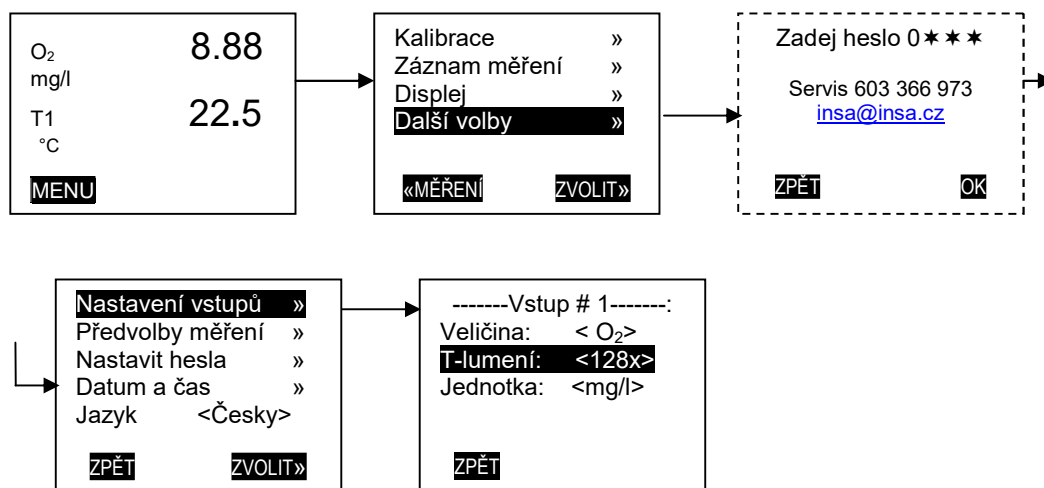 O₂ 8.88
mg/l
T1 22.5
°C
MENU
Kalibrace »
Záznam měření »
Displej »
Další volby »
«MĚŘENÍ ZVOLIT»
Zadej heslo 0✶✶✶
Servis 603 366 973
insa@insa.cz
ZPĚT OK
Nastavení vstupů »
Předvolby měření »
Nastavit hesla »
Datum a čas »
Jazyk <Česky>
ZPĚT ZVOLIT»
-------Vstup # 1-------:
Veličina: < O₂>
T-lumení: <128x>
Jednotka: <mg/l>
ZPĚT